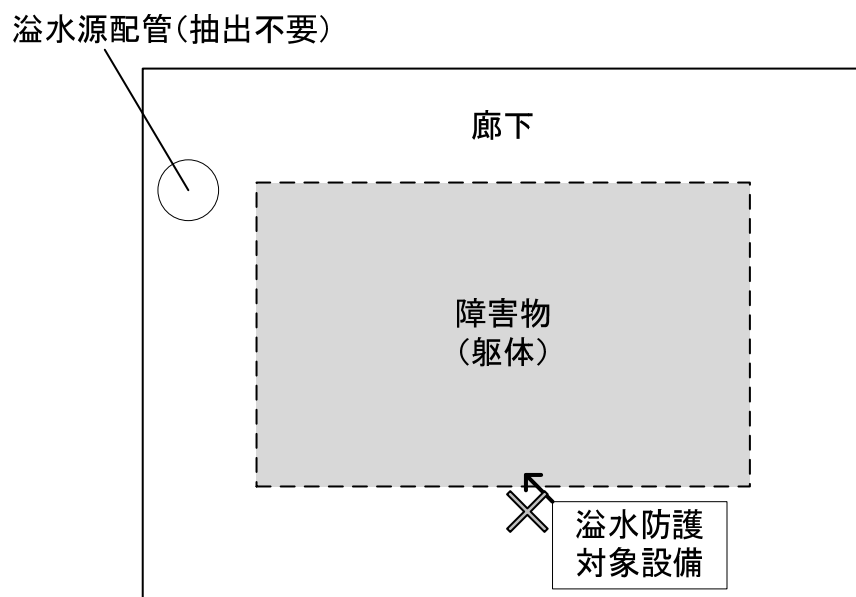 溢水源配管(抽出不要)
廊下
障害物
(躯体)
溢水防護
対象設備